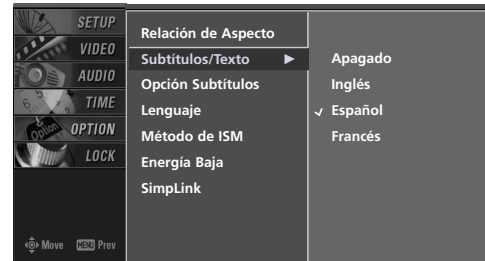 SETUP
VIDEO
AUDIO
TIME
OPTION
LOCK
Move MENU Prev
Relación de Aspecto
Subtítulos/Texto
Opción Subtítulos
Lenguaje
Método de ISM
Energía Baja
SimpLink
Apagado
Inglés
Español
Francés